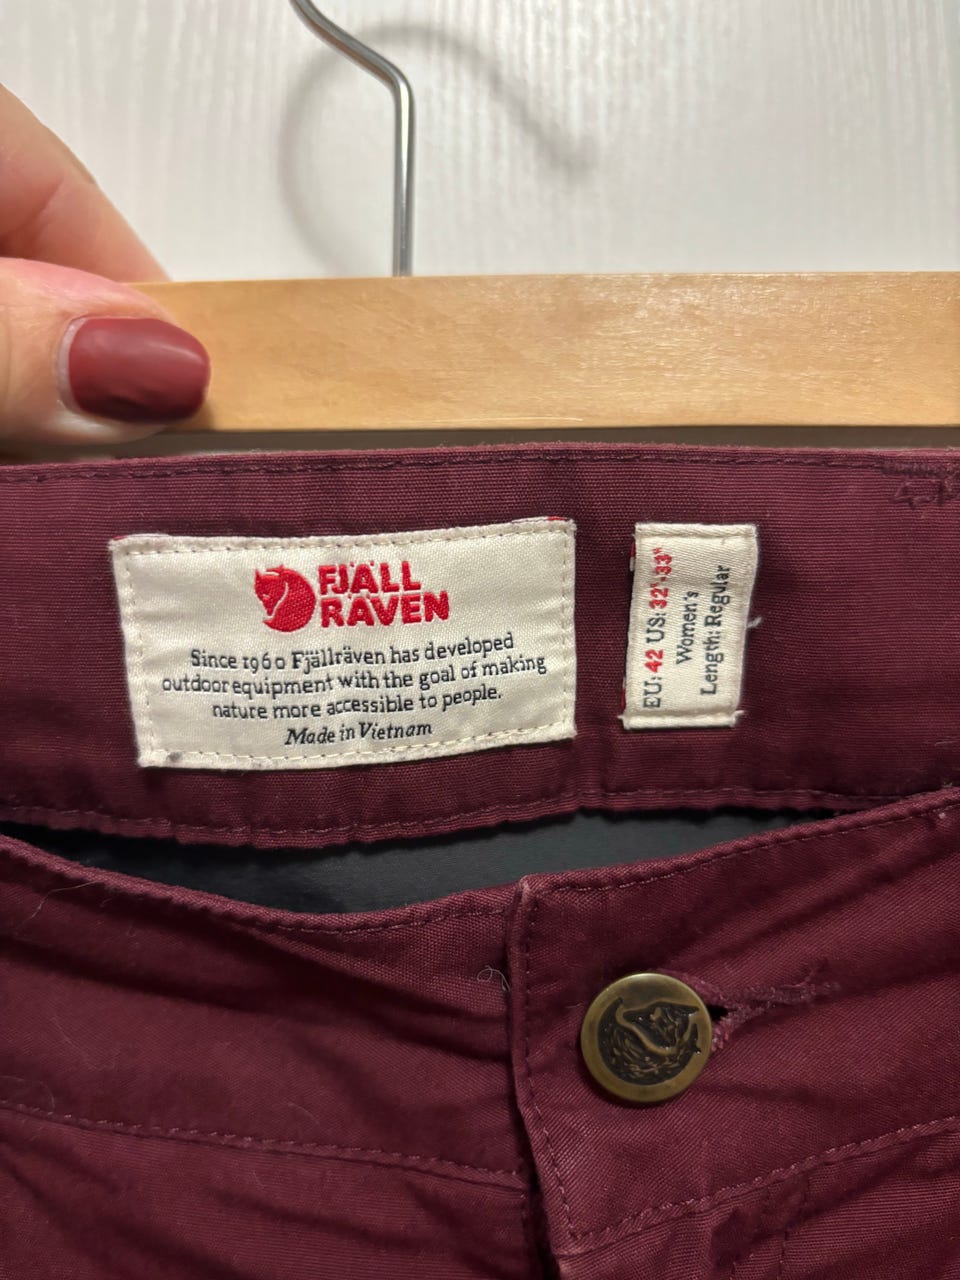 FJÄLL
RÄVEN
Since 1960 Fjällräven has developed
outdoor equipment with the goal of making
nature more accessible to people.
Made in Vietnam
EU: 42 US: 32"-33"
Women's
Length: Regular